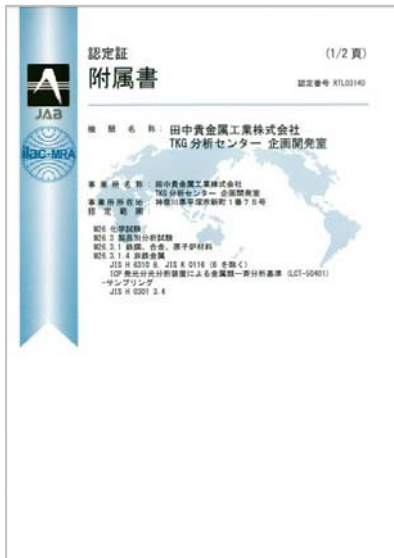 認定証
(1/2 頁)
附属書
認定番号 RTL03140
JAB
ilac-MRA
機関名称: 田中貴金属工業株式会社
TKG 分析センター 企画開発室
事業所名称: 田中貴金属工業株式会社
TKG 分析センター 企画開発室
事業所所在地: 神奈川県平塚市新町1番75号
認定範囲:
M26 化学試験
M26.3 製品別分析試験
M26.3.1 鉄鋼、合金、原子炉材料
M26.3.1.4 非鉄金属
JIS H 6310 8、JIS K 0116 (6 を除く)
ICP 発光分光分析装置による金属類一斉分析基準 (LCT-50401)
-サンプリング
JIS H 0301 3.4